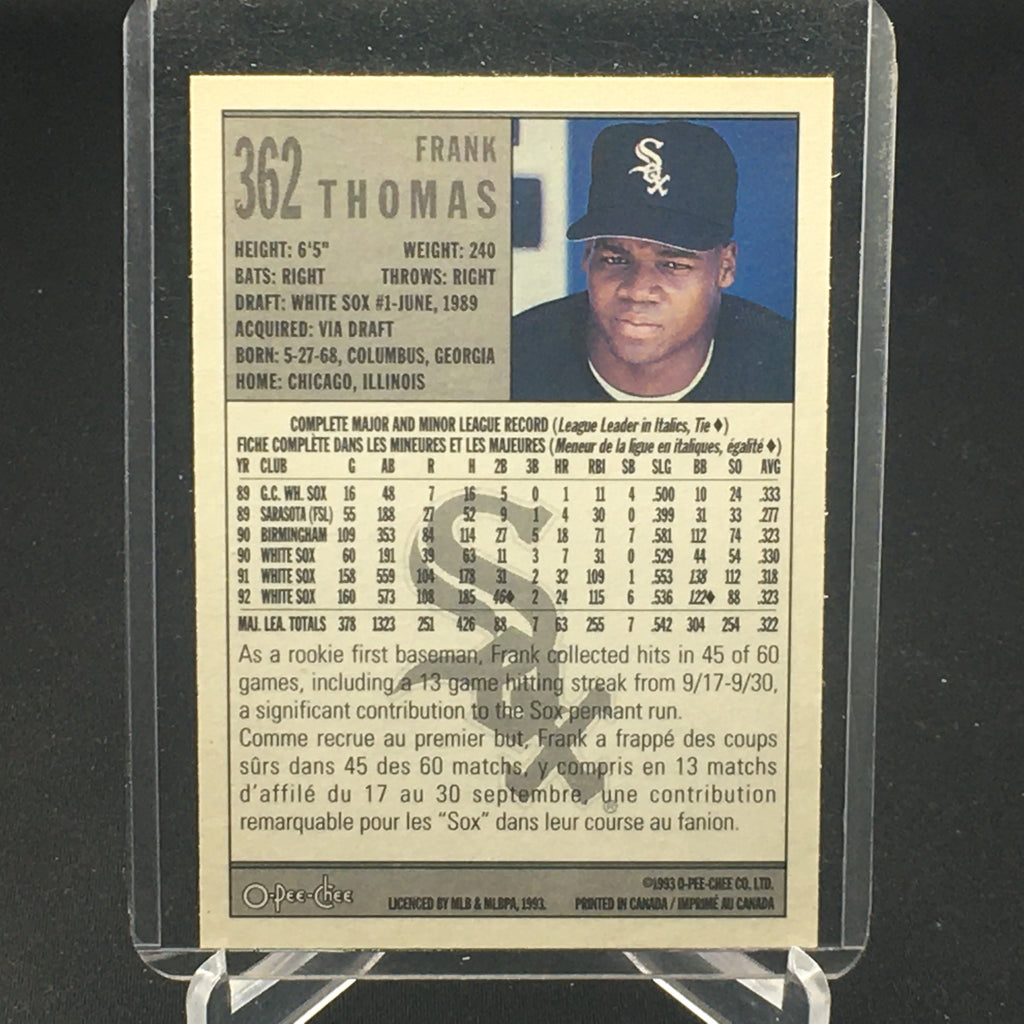 362
FRANK
THOMAS
HEIGHT: 6'5" WEIGHT: 240
BATS: RIGHT THROWS: RIGHT
DRAFT: WHITE SOX #1-JUNE, 1989
ACQUIRED: VIA DRAFT
BORN: 5-27-68, COLUMBUS, GEORGIA
HOME: CHICAGO, ILLINOIS
Sox
COMPLETE MAJOR AND MINOR LEAGUE RECORD (League Leader in Italics, Tie ♦)
FICHE COMPLÈTE DANS LES MINEURES ET LES MAJEURES (Meneur de la ligue en italiques, égalité ♦)
YR CLUB G AB R H 2B 3B HR RBI SB SLG BB SO AVG
89 G.C. WH. SOX 16 48 7 16 5 0 1 11 4 .500 10 24 .333
89 SARASOTA (FSL) 55 188 27 52 9 1 4 30 0 .399 31 33 .277
90 BIRMINGHAM 109 353 84 114 27 5 18 71 7 .581 112 74 .323
90 WHITE SOX 60 191 39 63 11 3 7 31 0 .529 44 54 .330
91 WHITE SOX 158 559 104 178 31 2 32 109 1 .553 138 112 .318
92 WHITE SOX 160 573 108 185 46♦ 2 24 115 6 .536 122♦ 88 .323
MAJ. LEA. TOTALS 378 1323 251 426 88 7 63 255 7 .542 304 254 .322
As a rookie first baseman, Frank collected hits in 45 of 60
games, including a 13 game hitting streak from 9/17-9/30,
a significant contribution to the Sox pennant run.
Comme recrue au premier but, Frank a frappé des coups
sûrs dans 45 des 60 matchs, y compris en 13 matchs
d'affilé du 17 au 30 septembre, une contribution
remarquable pour les "Sox" dans leur course au fanion.
Sox ®
O-Pee-Chee
©1993 O-PEE-CHEE CO. LTD.
LICENCED BY MLB & MLBPA, 1993. PRINTED IN CANADA / IMPRIMÉ AU CANADA